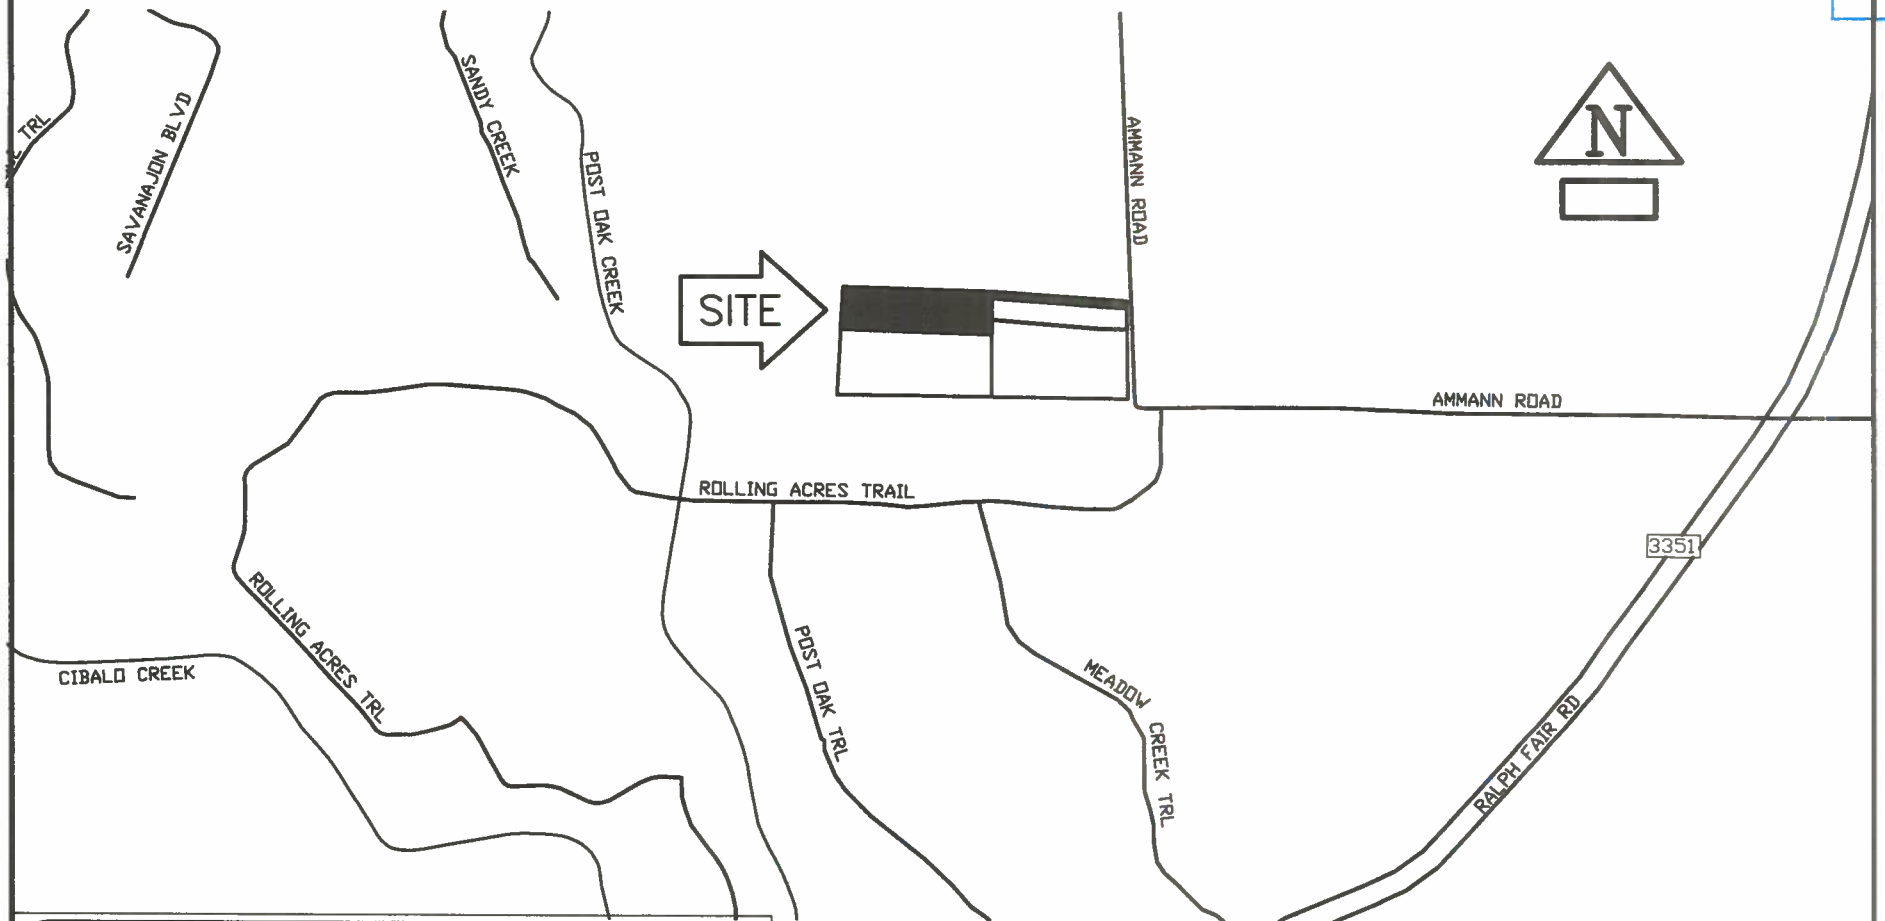 TRL
SAVANAJON BLVD
SANDY CREEK
POST OAK CREEK
AMMANN ROAD
N
SITE
AMMANN ROAD
ROLLING ACRES TRAIL
3351
ROLLING ACRES TRL
CIBALO CREEK
POST OAK TRL
MEADOW CREEK TRL
RALPH FAIR RD